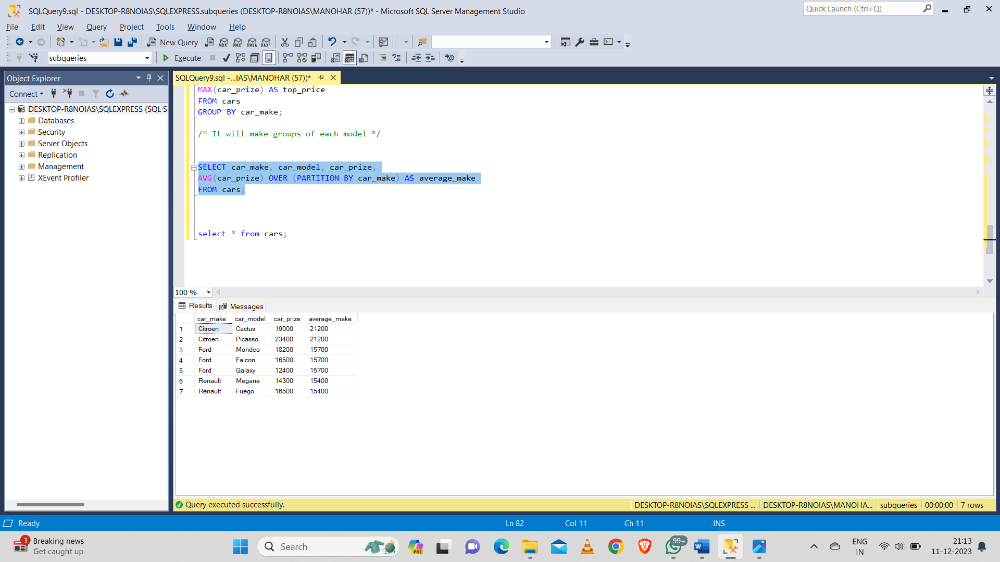 SQLQuery9.sql - DESKTOP-R8NOIAS\SQLEXPRESS.subqueries (DESKTOP-R8NOIAS\MANOHAR (57))* - Microsoft SQL Server Management Studio
Quick Launch (Ctrl+Q)
File Edit View Query Project Tools Window Help
New Query MDX DMX XMLA DAX
subqueries Execute
Object Explorer
SQLQuery9.sql -...IAS\MANOHAR (57))*
Connect
DESKTOP-R8NOIAS\SQLEXPRESS (SQL S
Databases
Security
Server Objects
Replication
Management
XEvent Profiler
MAX(car_prize) AS top_price
FROM cars
GROUP BY car_make;
/* It will make groups of each model */
SELECT car_make, car_model, car_prize,
AVG(car_prize) OVER (PARTITION BY car_make) AS average_make
FROM cars;
select * from cars;
100 %
Results Messages
car_make car_model car_prize average_make
1 Citroen Cactus 19000 21200
2 Citroen Picasso 23400 21200
3 Ford Mondeo 18200 15700
4 Ford Falcon 16500 15700
5 Ford Galaxy 12400 15700
6 Renault Megane 14300 15400
7 Renault Fuego 16500 15400
Query executed successfully.
DESKTOP-R8NOIAS\SQLEXPRESS ... DESKTOP-R8NOIAS\MANOHA... subqueries 00:00:00 7 rows
Ready Ln 82 Col 11 Ch 11 INS
1 Breaking news
Get caught up
Search
PRE
99+
ENG
IN
21:13
11-12-2023